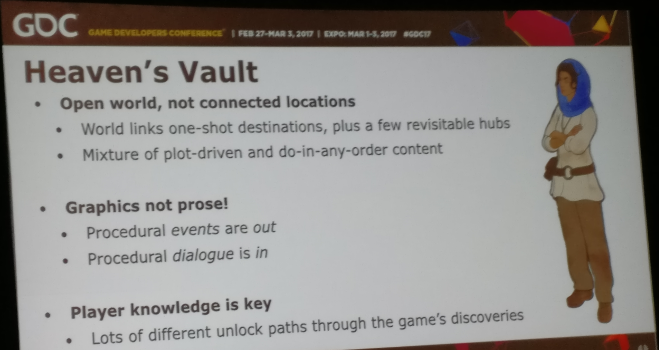 GDC GAME DEVELOPERS CONFERENCE | FEB 27-MAR 3, 2017 | EXPO: MAR 1-3, 2017 #GDC17
Heaven's Vault
• Open world, not connected locations
• World links one-shot destinations, plus a few revisitable hubs
• Mixture of plot-driven and do-in-any-order content
• Graphics not prose!
• Procedural events are out
• Procedural dialogue is in
• Player knowledge is key
• Lots of different unlock paths through the game's discoveries